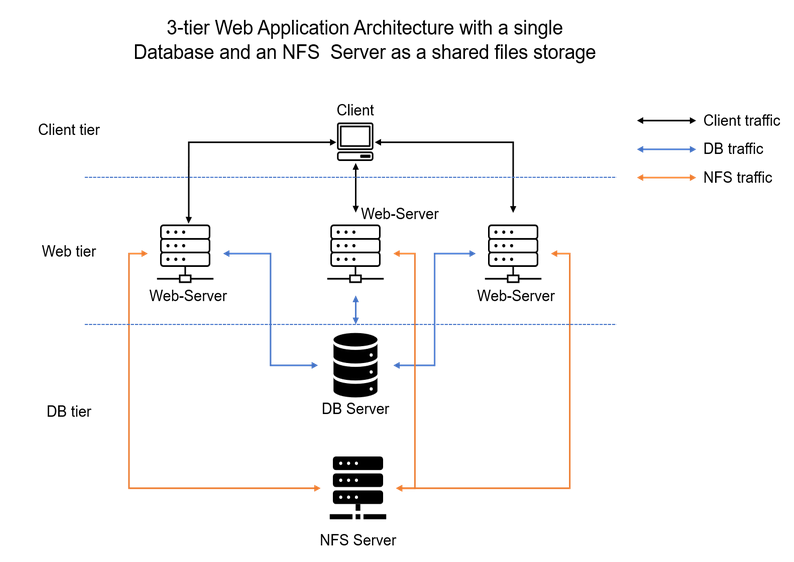 3-tier Web Application Architecture with a single
Database and an NFS Server as a shared files storage
Client
Client tier
Client traffic
DB traffic
NFS traffic
Web-Server
Web tier
Web-Server
Web-Server
DB Server
DB tier
NFS Server